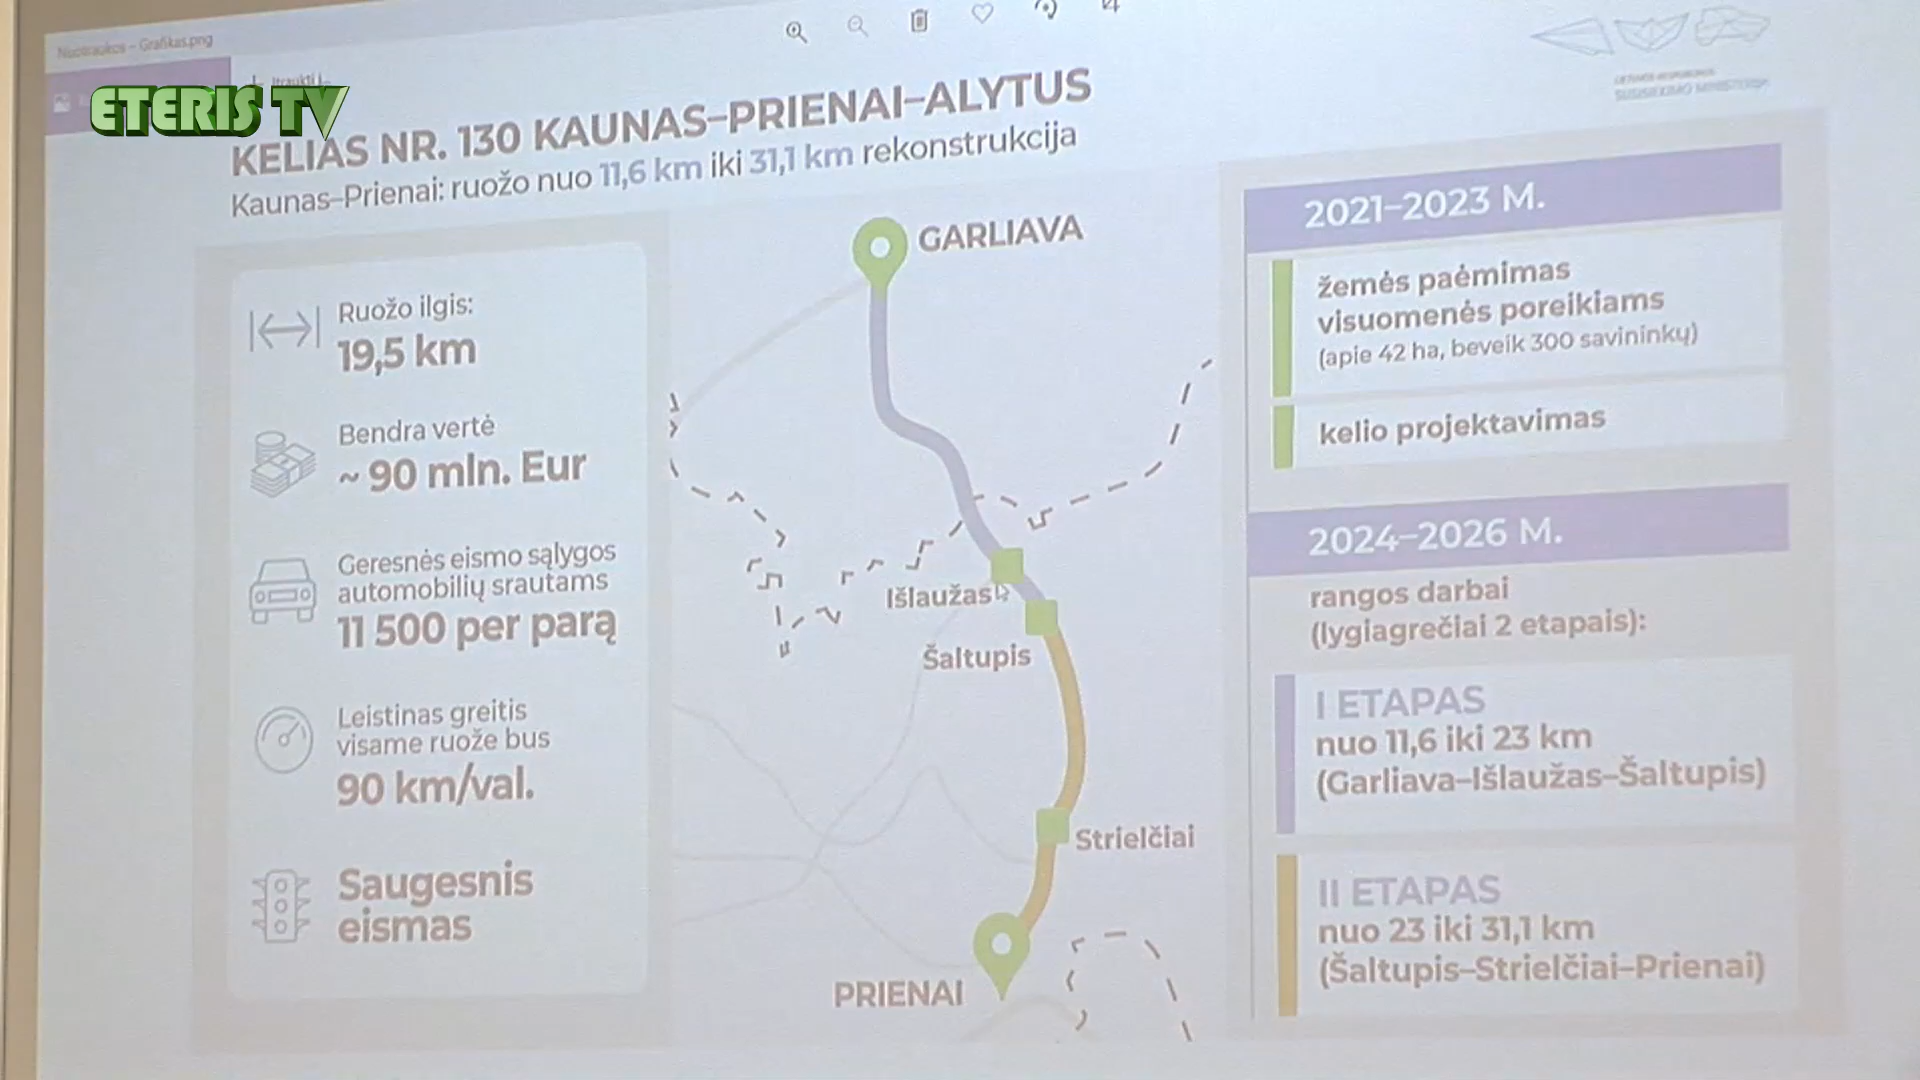 Nuotraukos – Grafikas.png
ETERIS TV
KELIAS NR. 130 KAUNAS–PRIENAI–ALYTUS
Kaunas–Prienai: ruožo nuo 11,6 km iki 31,1 km rekonstrukcija
SUSISIEKIMO MINISTERIJA
Ruožo ilgis:
19,5 km
Bendra vertė
~ 90 mln. Eur
Geresnės eismo sąlygos
automobilių srautams
11 500 per parą
Leistinas greitis
visame ruože bus
90 km/val.
Saugesnis
eismas
GARLIAVA
Išlaužas
Šaltupis
Strielčiai
PRIENAI
2021–2023 M.
žemės paėmimas
visuomenės poreikiams
(apie 42 ha, beveik 300 savininkų)
kelio projektavimas
2024–2026 M.
rangos darbai
(lygiagrečiai 2 etapais):
I ETAPAS
nuo 11,6 iki 23 km
(Garliava–Išlaužas–Šaltupis)
II ETAPAS
nuo 23 iki 31,1 km
(Šaltupis–Strielčiai–Prienai)